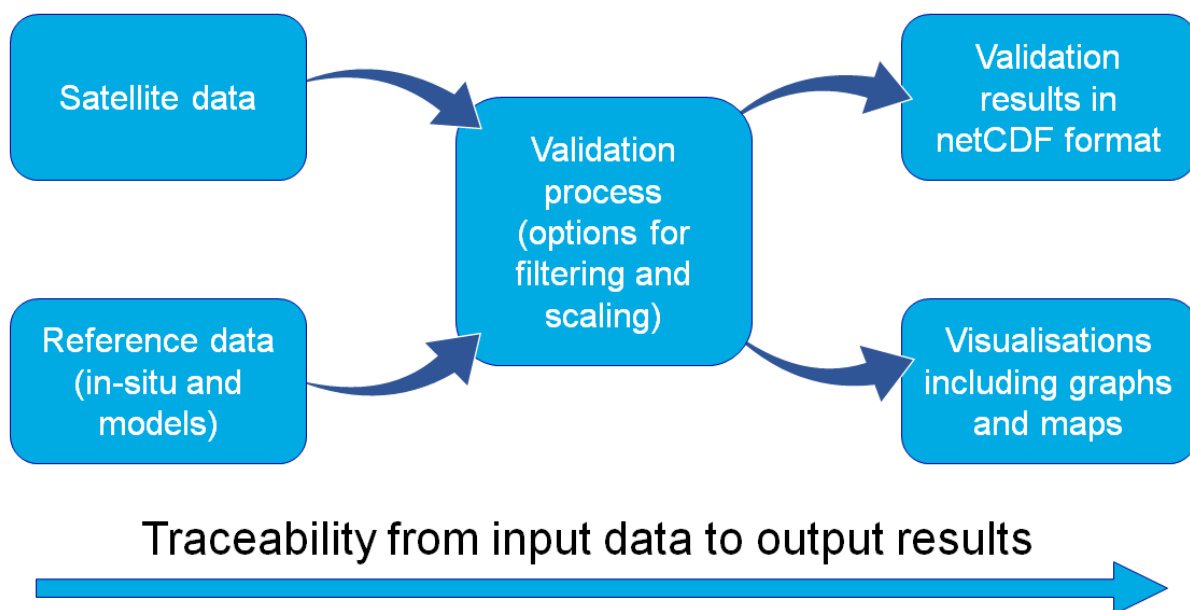 Satellite data
Reference data
(in-situ and
models)
Validation
process
(options for
filtering and
scaling)
Validation
results in
netCDF format
Visualisations
including graphs
and maps
Traceability from input data to output results